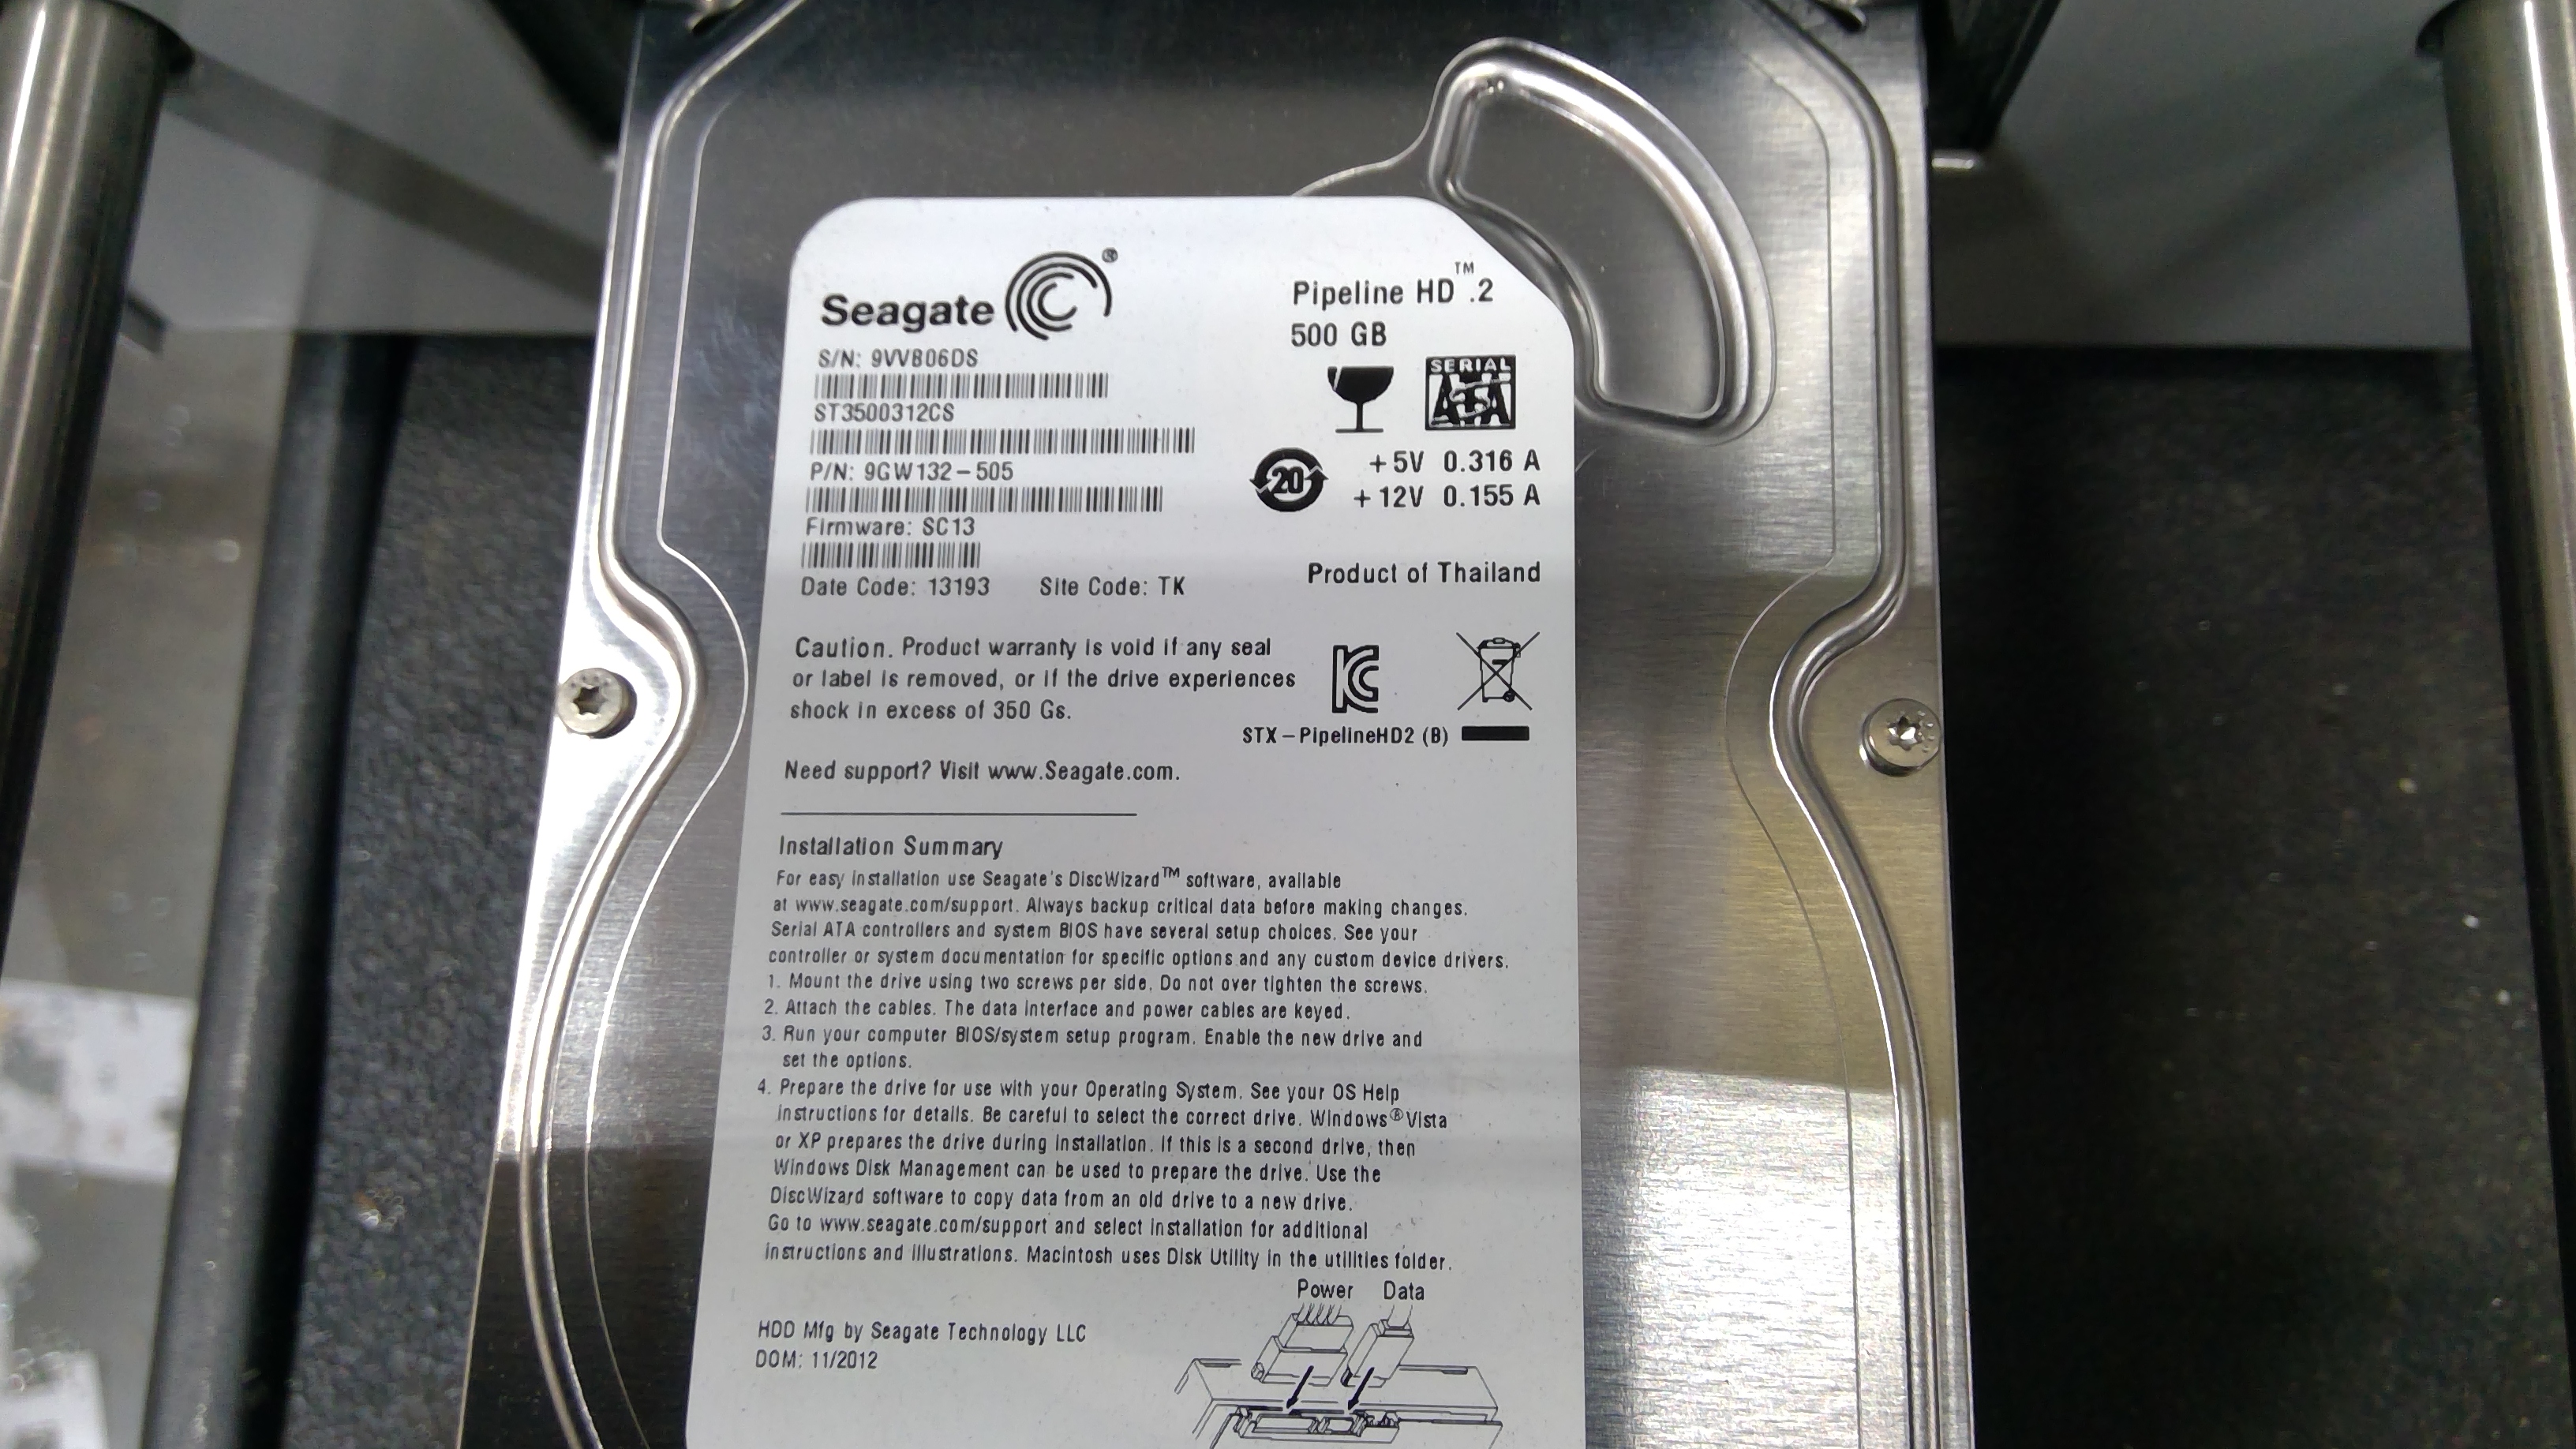 Seagate ®
Pipeline HD™.2
500 GB
S/N: 9VVB06DS
ST3500312CS
P/N: 9GW132-505
Firmware: SC13
Date Code: 13193 Site Code: TK
SERIAL
ATA
20
+5V 0.316 A
+12V 0.155 A
Product of Thailand
Caution. Product warranty is void if any seal
or label is removed, or if the drive experiences
shock in excess of 350 Gs.
STX-PipelineHD2 (B)
Need support? Visit www.Seagate.com.
Installation Summary
For easy installation use Seagate's DiscWizard™ software, available
at www.seagate.com/support. Always backup critical data before making changes.
Serial ATA controllers and system BIOS have several setup choices. See your
controller or system documentation for specific options and any custom device drivers.
1. Mount the drive using two screws per side. Do not over tighten the screws.
2. Attach the cables. The data interface and power cables are keyed.
3. Run your computer BIOS/system setup program. Enable the new drive and
set the options.
4. Prepare the drive for use with your Operating System. See your OS Help
instructions for details. Be careful to select the correct drive. Windows® Vista
or XP prepares the drive during installation. If this is a second drive, then
Windows Disk Management can be used to prepare the drive. Use the
DiscWizard software to copy data from an old drive to a new drive.
Go to www.seagate.com/support and select installation for additional
instructions and illustrations. Macintosh uses Disk Utility in the utilities folder.
Power Data
HDD Mfg by Seagate Technology LLC
DOM: 11/2012